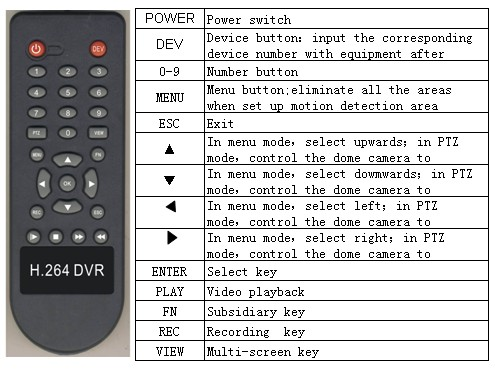 DEV
1 2 3
4 5 6
7 8 9
PTZ 0 VIEW
MENU FN
OK
REC ESC
H.264 DVR
POWER Power switch
DEV Device button: input the corresponding
device number with equipment after
0-9 Number button
MENU Menu button;eliminate all the areas
when set up motion detection area
ESC Exit
▲ In menu mode, select upwards; in PTZ
mode, control the dome camera to
▼ In menu mode, select dowmwards; in PTZ
mode, control the dome camera to
◀ In menu mode, select left; in PTZ
mode, control the dome camera to
▶ In menu mode, select right; in PTZ
mode, control the dome camera to
ENTER Select key
PLAY Video playback
FN Subsidiary key
REC Recording key
VIEW Multi-screen key